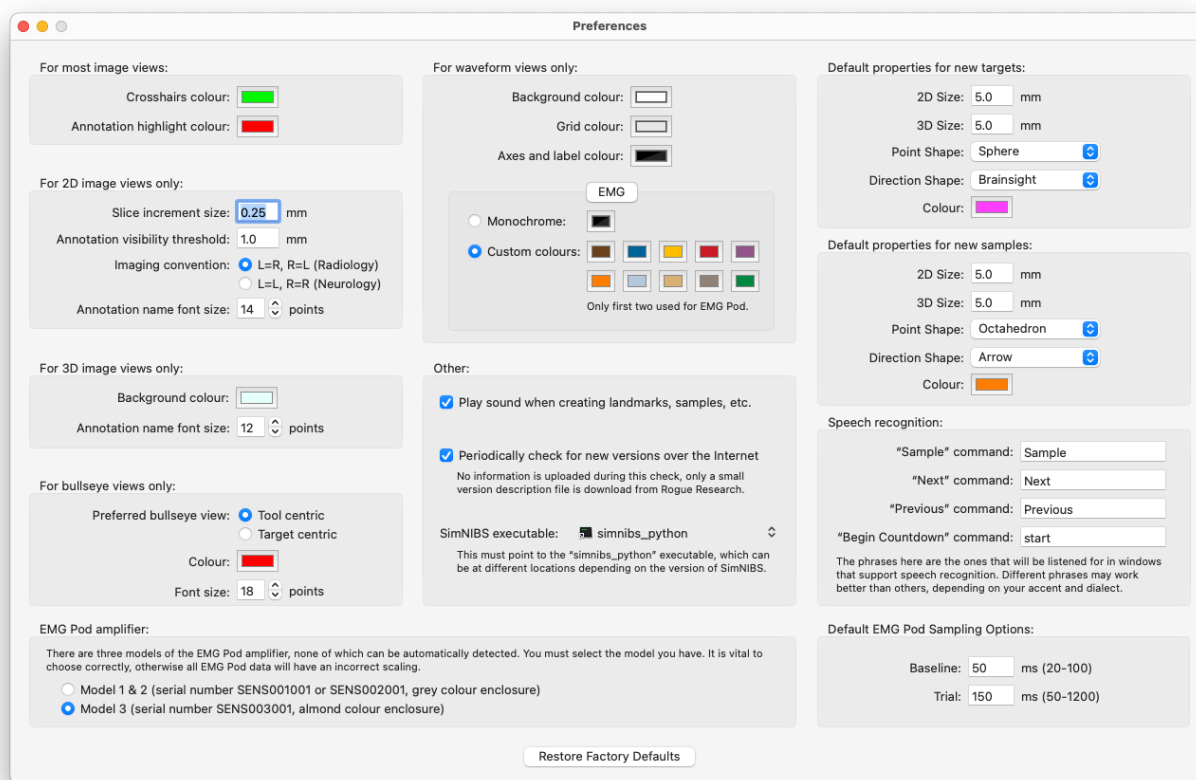 Preferences
For most image views:
Crosshairs colour:
Annotation highlight colour:
For 2D image views only:
Slice increment size: 0.25 mm
Annotation visibility threshold: 1.0 mm
Imaging convention: L=R, R=L (Radiology)
L=L, R=R (Neurology)
Annotation name font size: 14 points
For 3D image views only:
Background colour:
Annotation name font size: 12 points
For bullseye views only:
Preferred bullseye view: Tool centric
Target centric
Colour:
Font size: 18 points
For waveform views only:
Background colour:
Grid colour:
Axes and label colour:
EMG
Monochrome:
Custom colours:
Only first two used for EMG Pod.
Other:
Play sound when creating landmarks, samples, etc.
Periodically check for new versions over the Internet
No information is uploaded during this check, only a small
version description file is download from Rogue Research.
SimNIBS executable: simnibs_python
This must point to the “simnibs_python” executable, which can
be at different locations depending on the version of SimNIBS.
Default properties for new targets:
2D Size: 5.0 mm
3D Size: 5.0 mm
Point Shape: Sphere
Direction Shape: Brainsight
Colour:
Default properties for new samples:
2D Size: 5.0 mm
3D Size: 5.0 mm
Point Shape: Octahedron
Direction Shape: Arrow
Colour:
Speech recognition:
“Sample” command: Sample
“Next” command: Next
“Previous” command: Previous
“Begin Countdown” command: start
The phrases here are the ones that will be listened for in windows
that support speech recognition. Different phrases may work
better than others, depending on your accent and dialect.
EMG Pod amplifier:
There are three models of the EMG Pod amplifier, none of which can be automatically detected. You must select the model you have. It is vital to
choose correctly, otherwise all EMG Pod data will have an incorrect scaling.
Model 1 & 2 (serial number SENS001001 or SENS002001, grey colour enclosure)
Model 3 (serial number SENS003001, almond colour enclosure)
Default EMG Pod Sampling Options:
Baseline: 50 ms (20-100)
Trial: 150 ms (50-1200)
Restore Factory Defaults